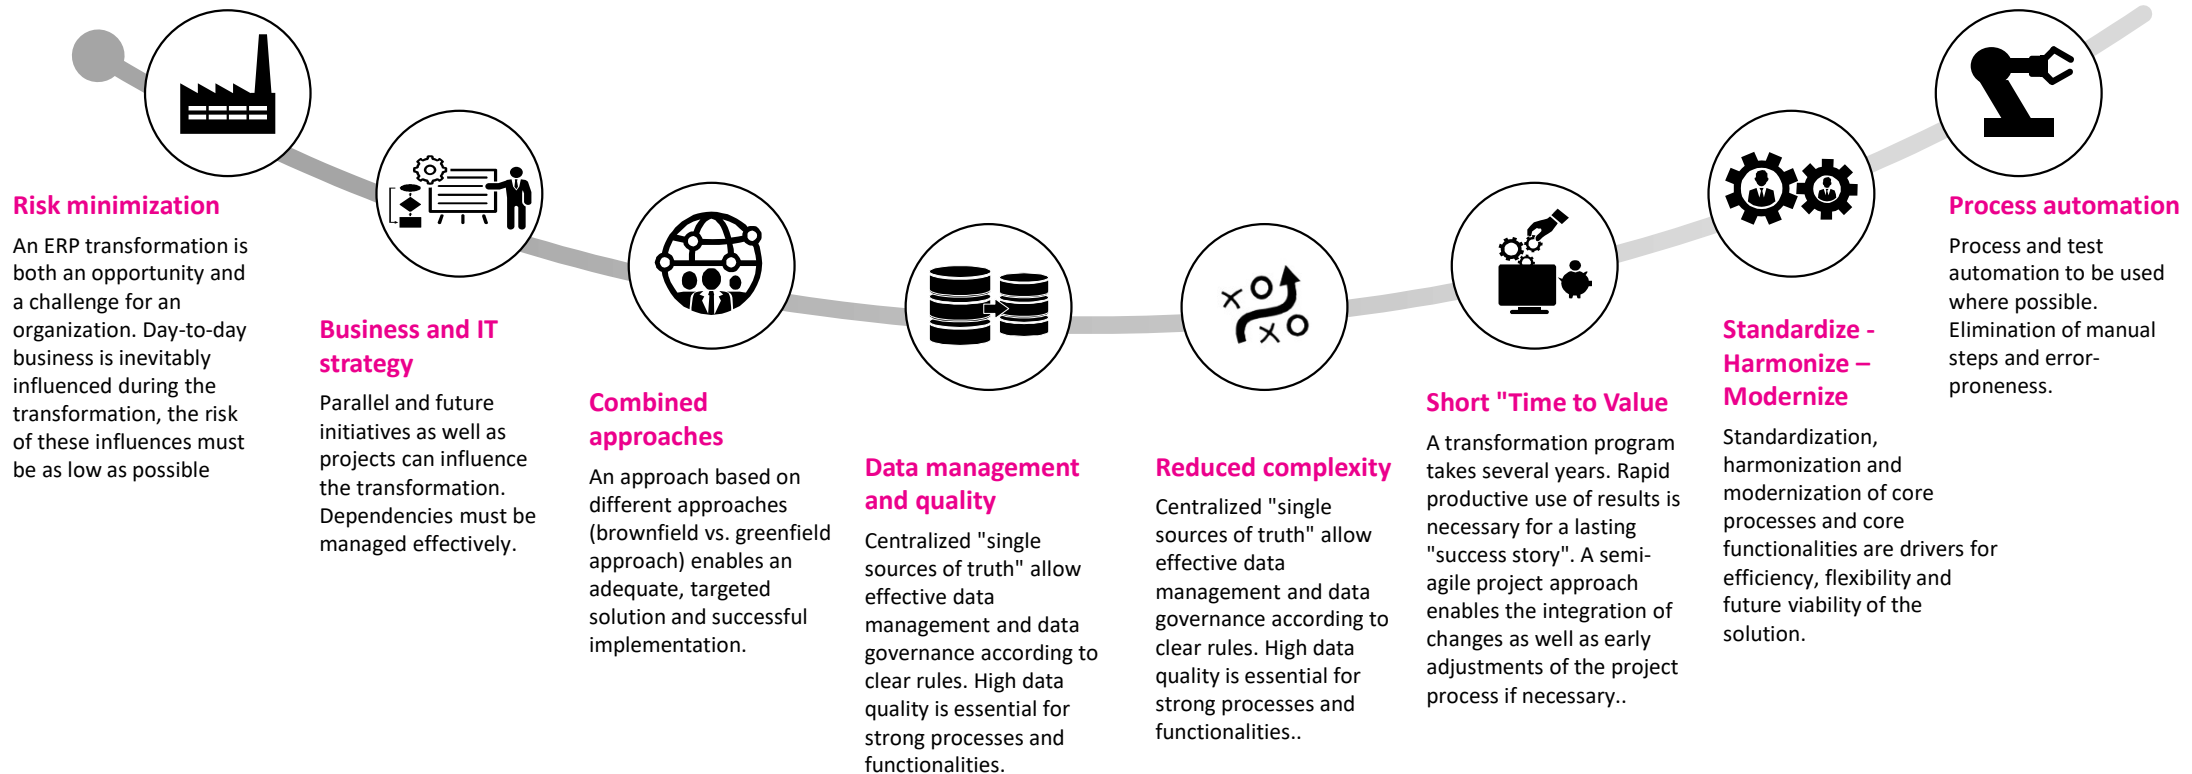 Risk minimization
An ERP transformation is
both an opportunity and
a challenge for an
organization. Day-to-day
business is inevitably
influenced during the
transformation, the risk
of these influences must
be as low as possible
Business and IT
strategy
Parallel and future
initiatives as well as
projects can influence
the transformation.
Dependencies must be
managed effectively.
Combined
approaches
An approach based on
different approaches
(brownfield vs. greenfield
approach) enables an
adequate, targeted
solution and successful
implementation.
Data management
and quality
Centralized "single
sources of truth" allow
effective data
management and data
governance according to
clear rules. High data
quality is essential for
strong processes and
functionalities.
Reduced complexity
Centralized "single
sources of truth" allow
effective data
management and data
governance according to
clear rules. High data
quality is essential for
strong processes and
functionalities..
Short "Time to Value
A transformation program
takes several years. Rapid
productive use of results is
necessary for a lasting
"success story". A semi-
agile project approach
enables the integration of
changes as well as early
adjustments of the project
process if necessary..
Standardize -
Harmonize –
Modernize
Standardization,
harmonization and
modernization of core
processes and core
functionalities are drivers for
efficiency, flexibility and
future viability of the
solution.
Process automation
Process and test
automation to be used
where possible.
Elimination of manual
steps and error-
proneness.